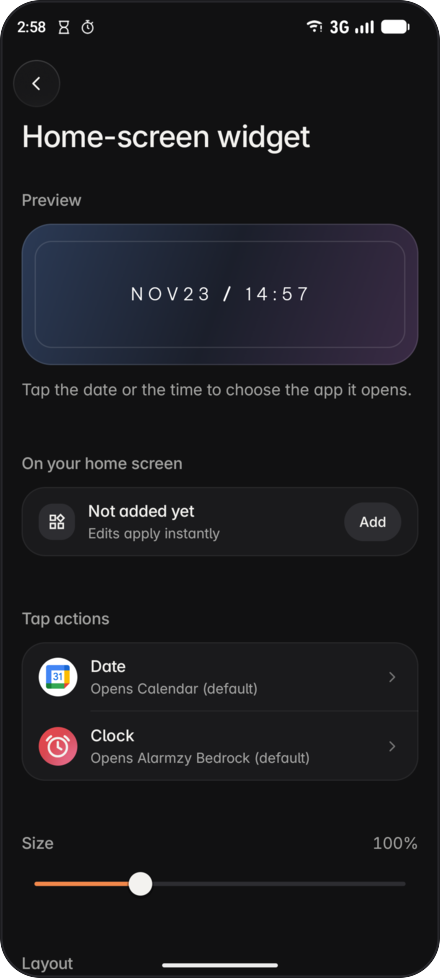 2:58 3G
Home-screen widget
Preview
NOV23 / 14:57
Tap the date or the time to choose the app it opens.
On your home screen
Not added yet
Edits apply instantly
Add
Tap actions
31
Date
Opens Calendar (default)
Clock
Opens Alarmzy Bedrock (default)
Size 100%
Layout